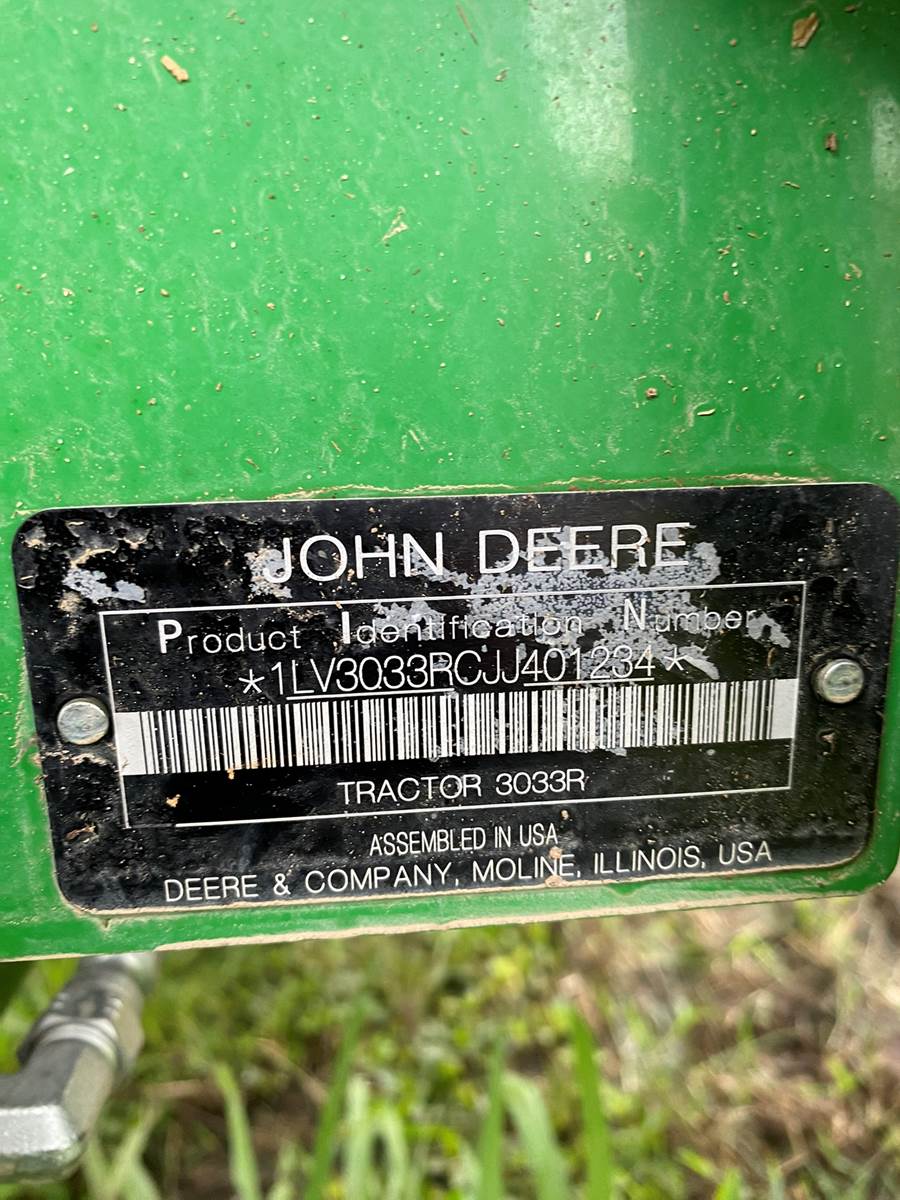 JOHN DEERE
Product Identification Number
*1LV3033RCJJ401234*
TRACTOR 3033R
ASSEMBLED IN USA
DEERE & COMPANY, MOLINE, ILLINOIS, USA